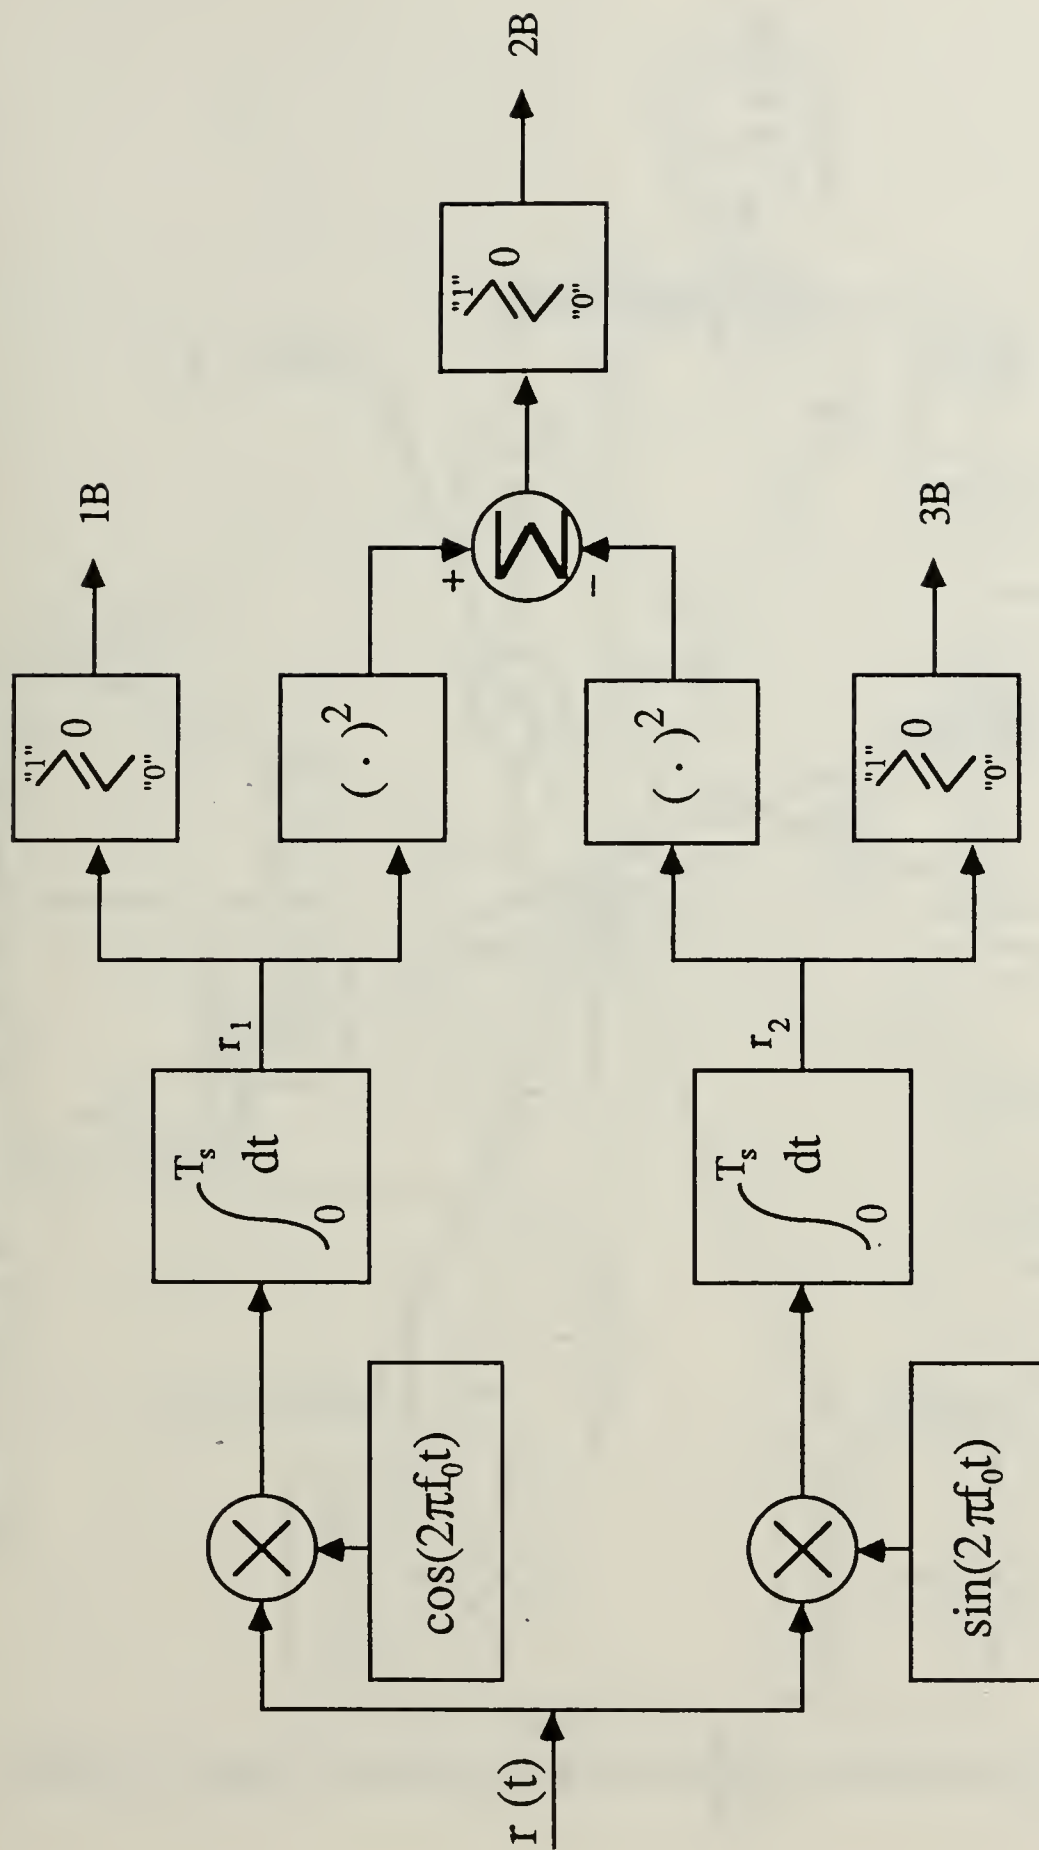 r (t)
cos(2πf₀t)
sin(2πf₀t)
∫₀^Tₛ dt
∫₀^Tₛ dt
r₁
r₂
"1"
≷ 0
"0"
1B
( · )²
( · )²
"1"
≷ 0
"0"
3B
+
Σ
-
"1"
≷ 0
"0"
2B